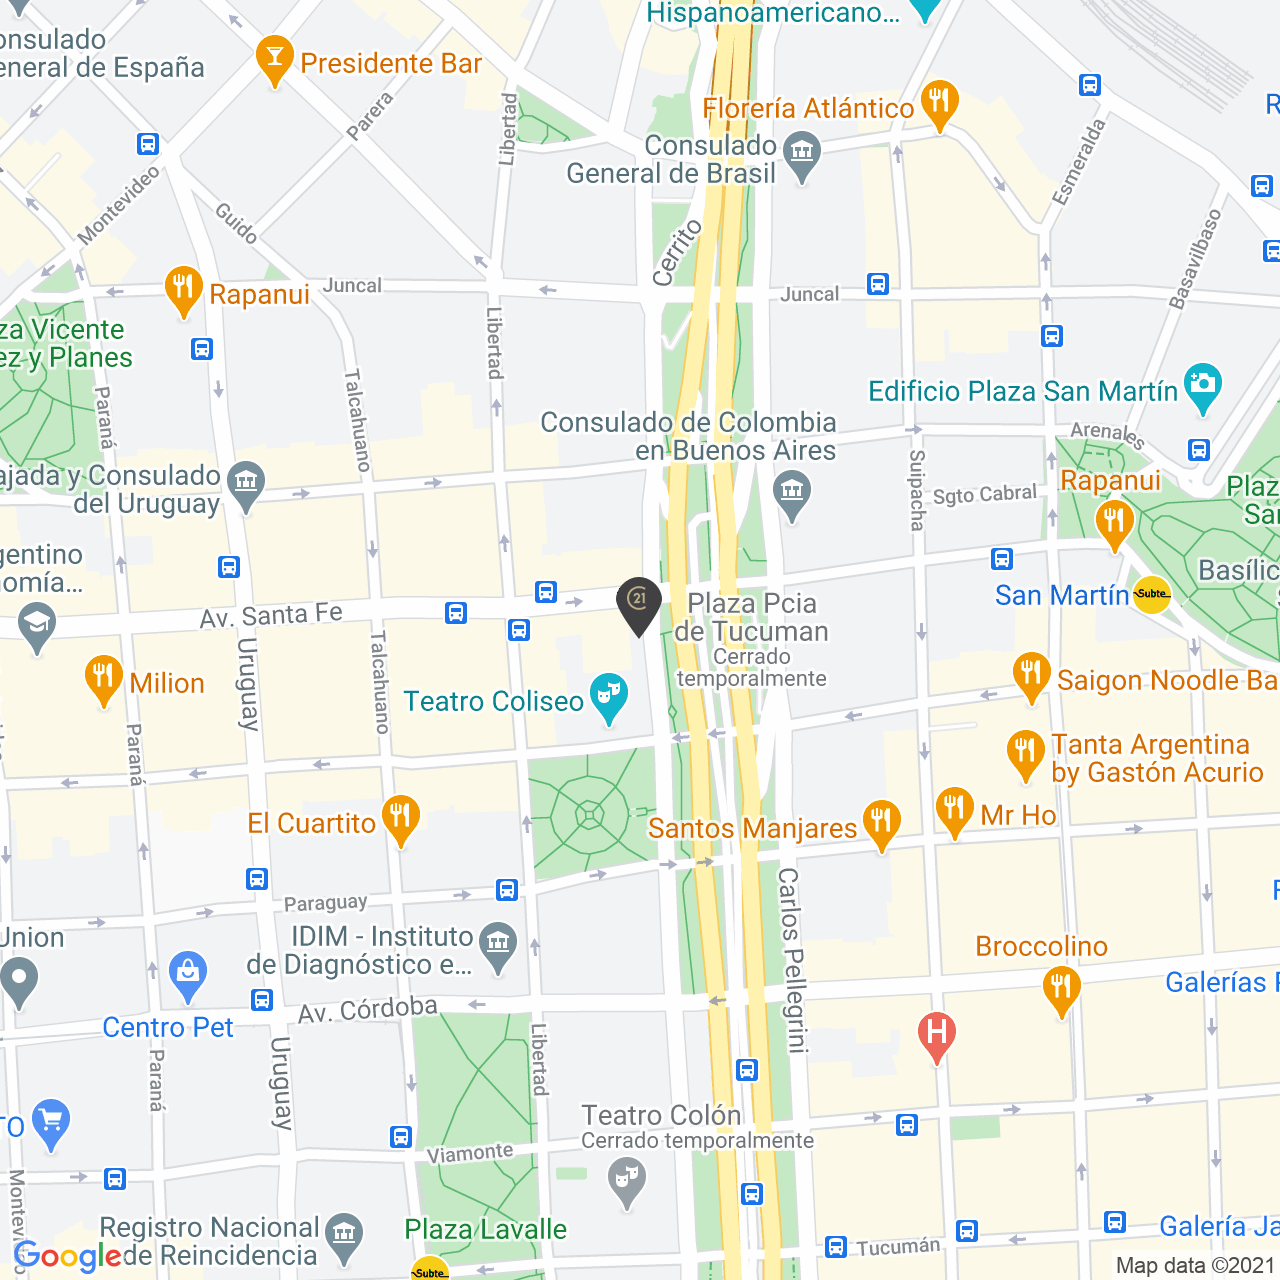 Hispanoamericano...
onsulado
eneral de España
Presidente Bar
Parera
Libertad
Florería Atlántico
Consulado
General de Brasil
Esmeralda
R
Montevideo
Guido
Cerrito
Basavilbaso
Rapanui
Juncal
Juncal
za Vicente
ez y Planes
Libertad
Paraná
Talcahuano
Edificio Plaza San Martín
Consulado de Colombia
en Buenos Aires
Arenales
ajada y Consulado
del Uruguay
Suipacha
Sgto Cabral
Rapanui
Plaz
San
gentino
nomía...
Basílic
San Martín
Subte
21
Av. Santa Fe
Plaza Pcia
de Tucuman
Cerrado
temporalmente
Uruguay
Talcahuano
Milion
Teatro Coliseo
Saigon Noodle Ba
Paraná
Tanta Argentina
by Gastón Acurio
El Cuartito
Santos Manjares
Mr Ho
Paraguay
Carlos Pellegrini
Union
IDIM - Instituto
de Diagnóstico e...
Broccolino
Galerías P
Centro Pet
Av. Córdoba
Uruguay
Paraná
Libertad
H
TO
Teatro Colón
Cerrado temporalmente
Viamonte
Montevideo
Registro Nacional
de Reincidencia
Plaza Lavalle
Subte
Tucumán
Galería Ja
Google
Map data ©2021